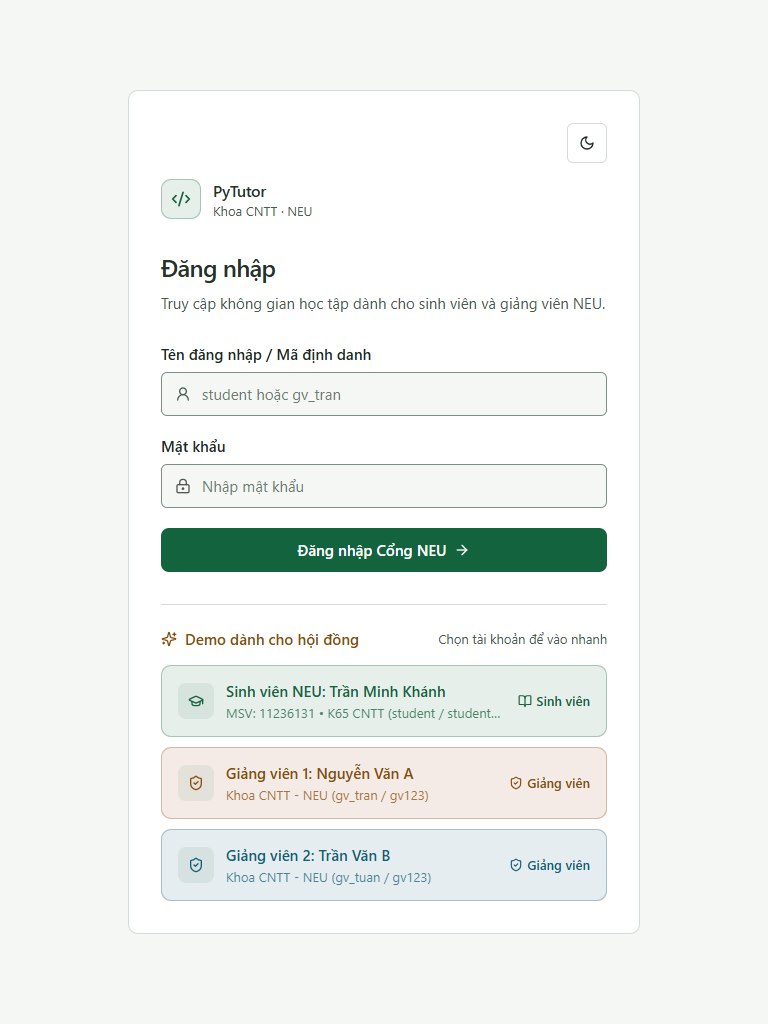 PyTutor
Khoa CNTT · NEU
Đăng nhập
Truy cập không gian học tập dành cho sinh viên và giảng viên NEU.
Tên đăng nhập / Mã định danh
student hoặc gv_tran
Mật khẩu
Nhập mật khẩu
Đăng nhập Cổng NEU →
Demo dành cho hội đồng
Chọn tài khoản để vào nhanh
Sinh viên NEU: Trần Minh Khánh
MSV: 11236131 • K65 CNTT (student / student...
Sinh viên
Giảng viên 1: Nguyễn Văn A
Khoa CNTT - NEU (gv_tran / gv123)
Giảng viên
Giảng viên 2: Trần Văn B
Khoa CNTT - NEU (gv_tuan / gv123)
Giảng viên